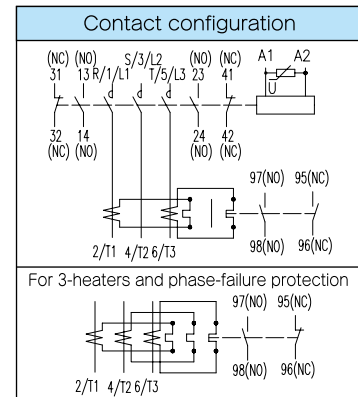 Contact configuration
S/3/L2
(NC) (NO) (NO) (NC) A1 A2
31 13 R/1/L1 T/5/L3 23 41
U
32 14 24 42
(NC) (NO) (NO) (NC)
97(NO) 95(NC)
2/T1 4/T2 6/T3 98(NO) 96(NC)
For 3-heaters and phase-failure protection
97(NO) 95(NC)
98(NO) 96(NC)
2/T1 4/T2 6/T3